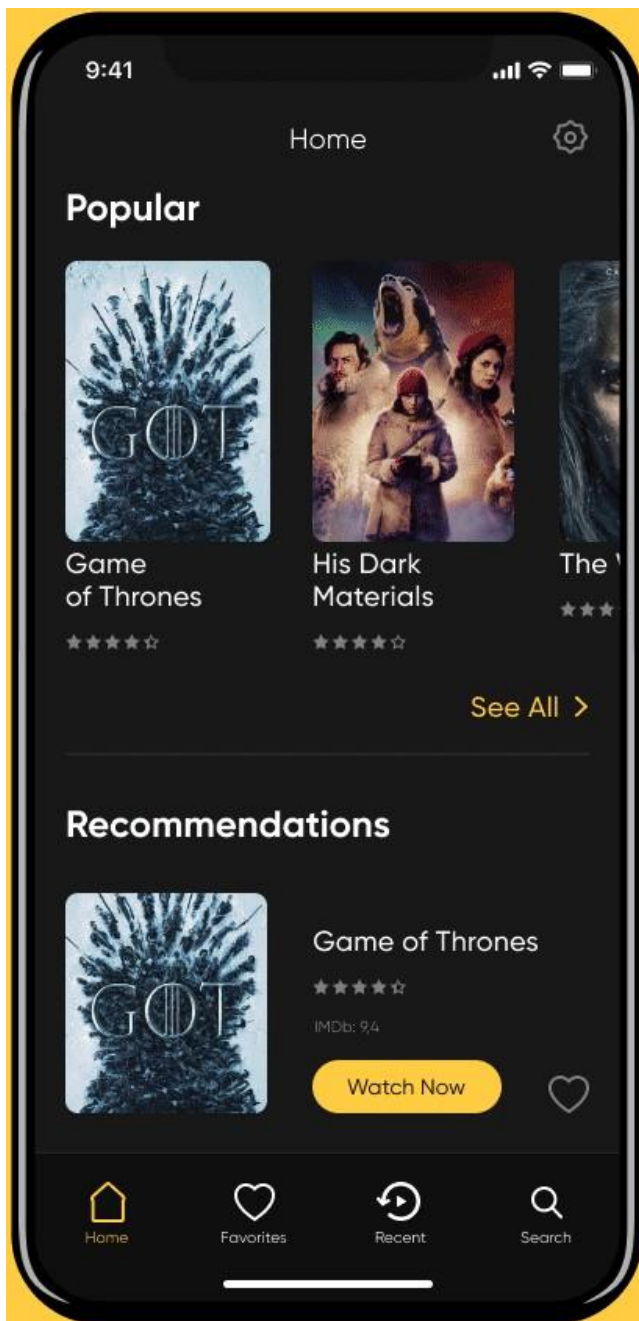 9:41
Home
Popular
GOT
Game
of Thrones
His Dark
Materials
The
See All >
Recommendations
GOT
Game of Thrones
IMDb: 9,4
Watch Now
Home
Favorites
Recent
Search